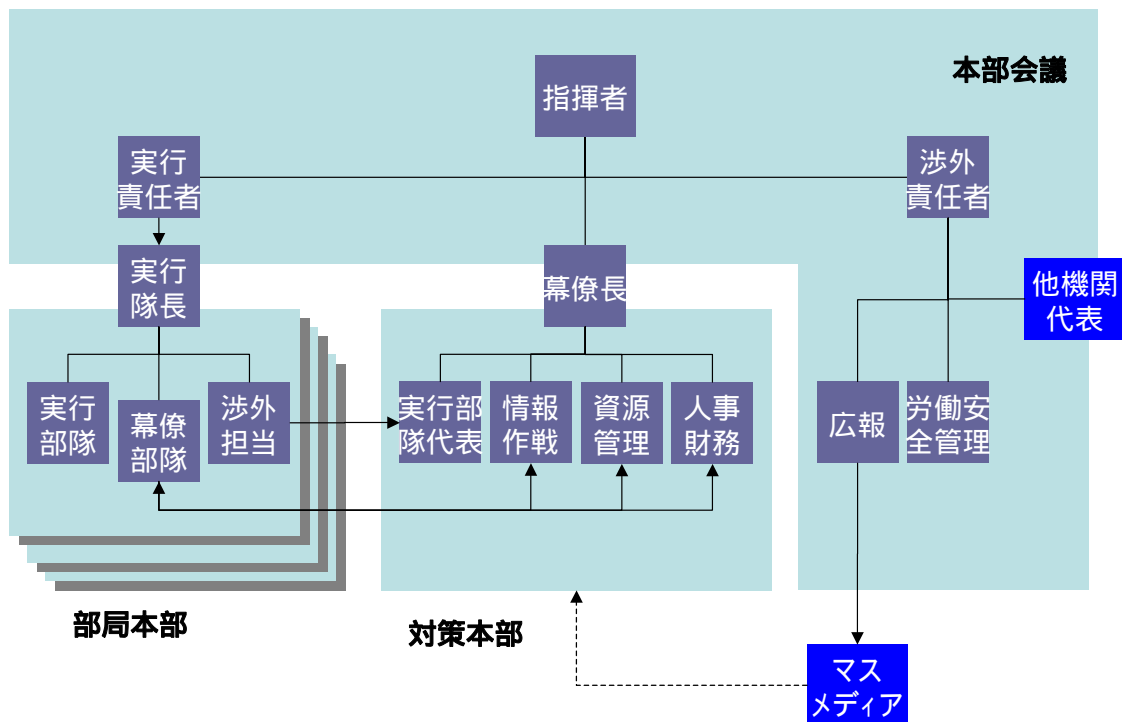 本部会議
指揮者
実行
責任者
渉外
責任者
実行
隊長
幕僚長
他機関
代表
実行
部隊
幕僚
部隊
渉外
担当
実行部
隊代表
情報
作戦
資源
管理
人事
財務
広報
労働安
全管理
部局本部
対策本部
マス
メディア